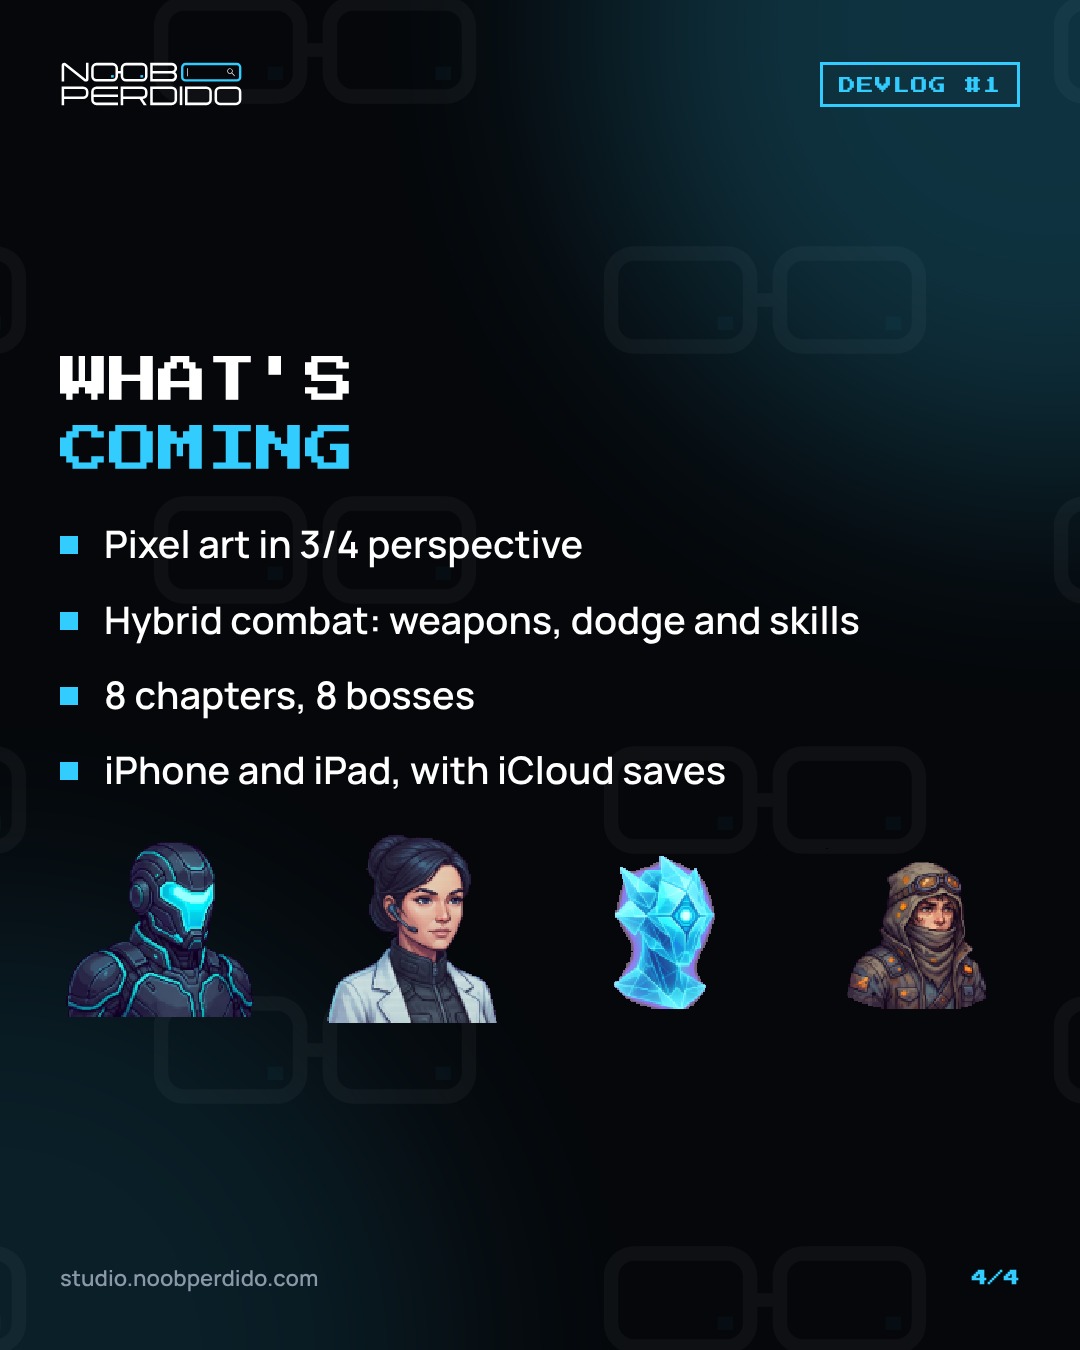 NOOB
PERDIDO
DEVLOG #1
WHAT'S
COMING
Pixel art in 3/4 perspective
Hybrid combat: weapons, dodge and skills
8 chapters, 8 bosses
iPhone and iPad, with iCloud saves
studio.noobperdido.com
4/4